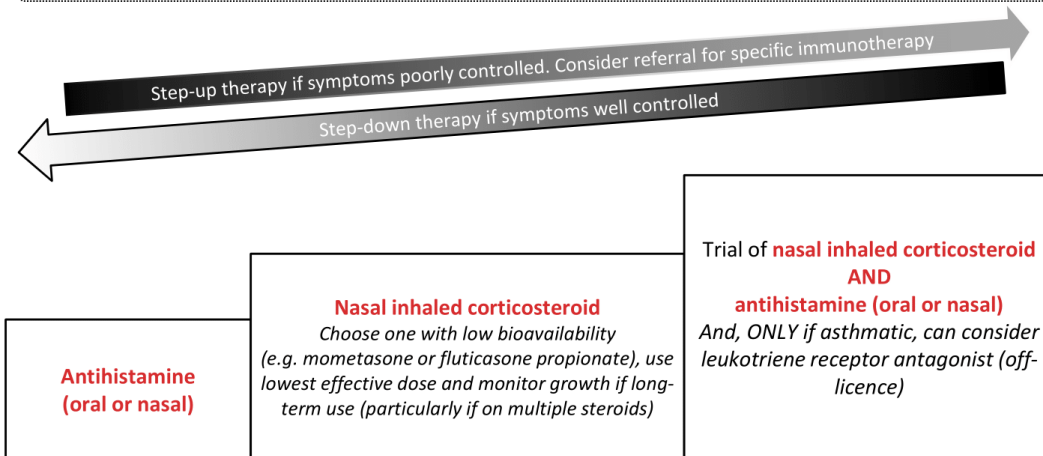 Step-up therapy if symptoms poorly controlled. Consider referral for specific immunotherapy
Step-down therapy if symptoms well controlled
Antihistamine
(oral or nasal)
Nasal inhaled corticosteroid
Choose one with low bioavailability
(e.g. mometasone or fluticasone propionate), use
lowest effective dose and monitor growth if long-
term use (particularly if on multiple steroids)
Trial of nasal inhaled corticosteroid
AND
antihistamine (oral or nasal)
And, ONLY if asthmatic, can consider
leukotriene receptor antagonist (off-
licence)